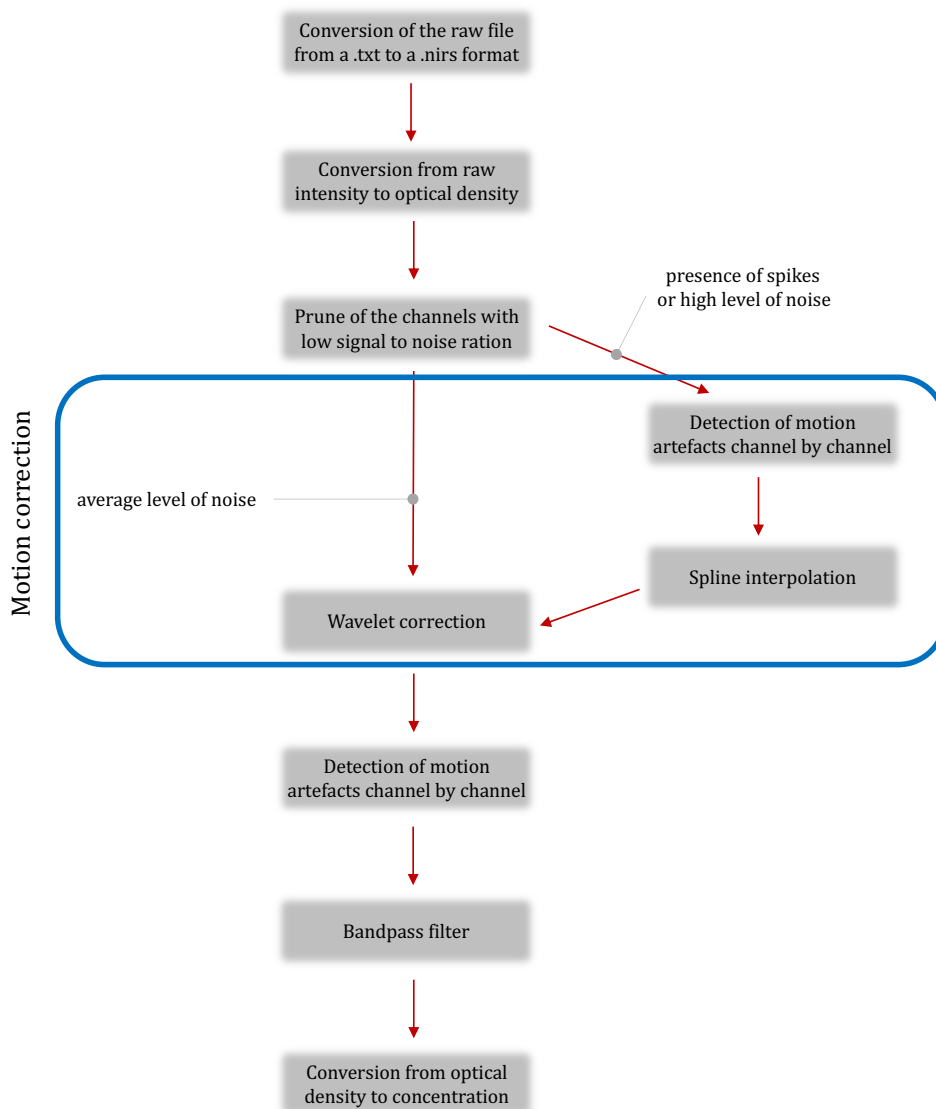 Conversion of the raw file
from a .txt to a .nirs format
Conversion from raw
intensity to optical density
presence of spikes
or high level of noise
Prune of the channels with
low signal to noise ration
Motion correction
Detection of motion
artefacts channel by channel
average level of noise
Spline interpolation
Wavelet correction
Detection of motion
artefacts channel by channel
Bandpass filter
Conversion from optical
density to concentration